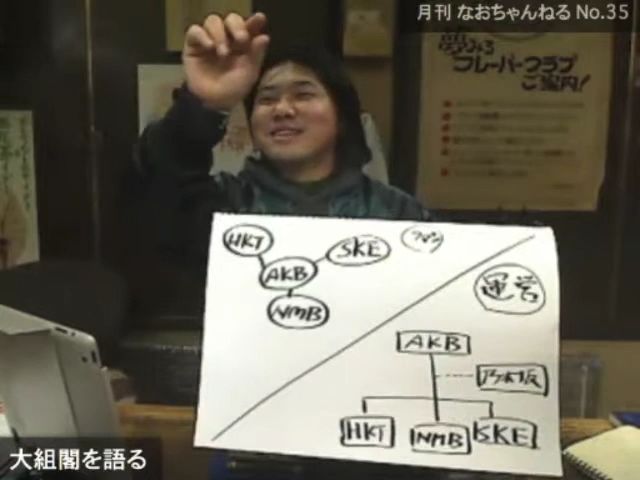 月刊 なおちゃんねる No.35
フレーバークラブ
ご案内!
HKT
SKE
AKB
NMB
運営
AKB
乃木坂
HKT
NMB
SKE
大組閣を語る